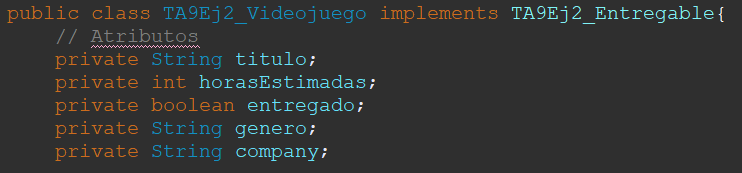 public class TA9Ej2_Videojuego implements TA9Ej2_Entregable{
// Atributos
private String titulo;
private int horasEstimadas;
private boolean entregado;
private String genero;
private String company;